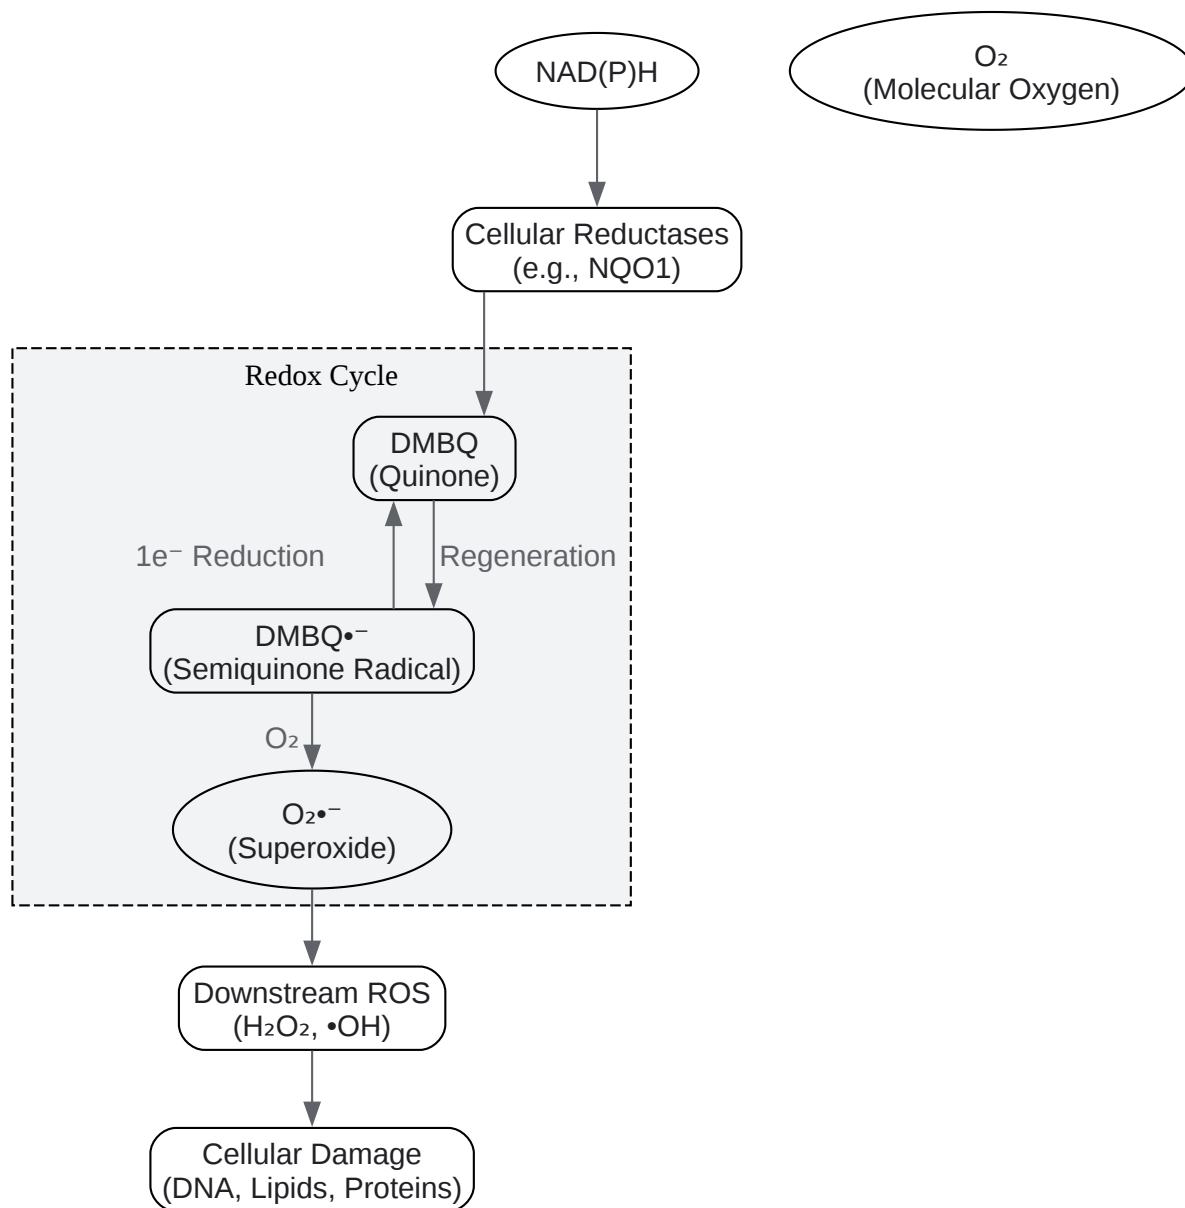 NAD(P)H
O₂
(Molecular Oxygen)
Cellular Reductases
(e.g., NQO1)
Redox Cycle
DMBQ
(Quinone)
1e⁻ Reduction
Regeneration
DMBQ•⁻
(Semiquinone Radical)
O₂
O₂•⁻
(Superoxide)
Downstream ROS
(H₂O₂, •OH)
Cellular Damage
(DNA, Lipids, Proteins)